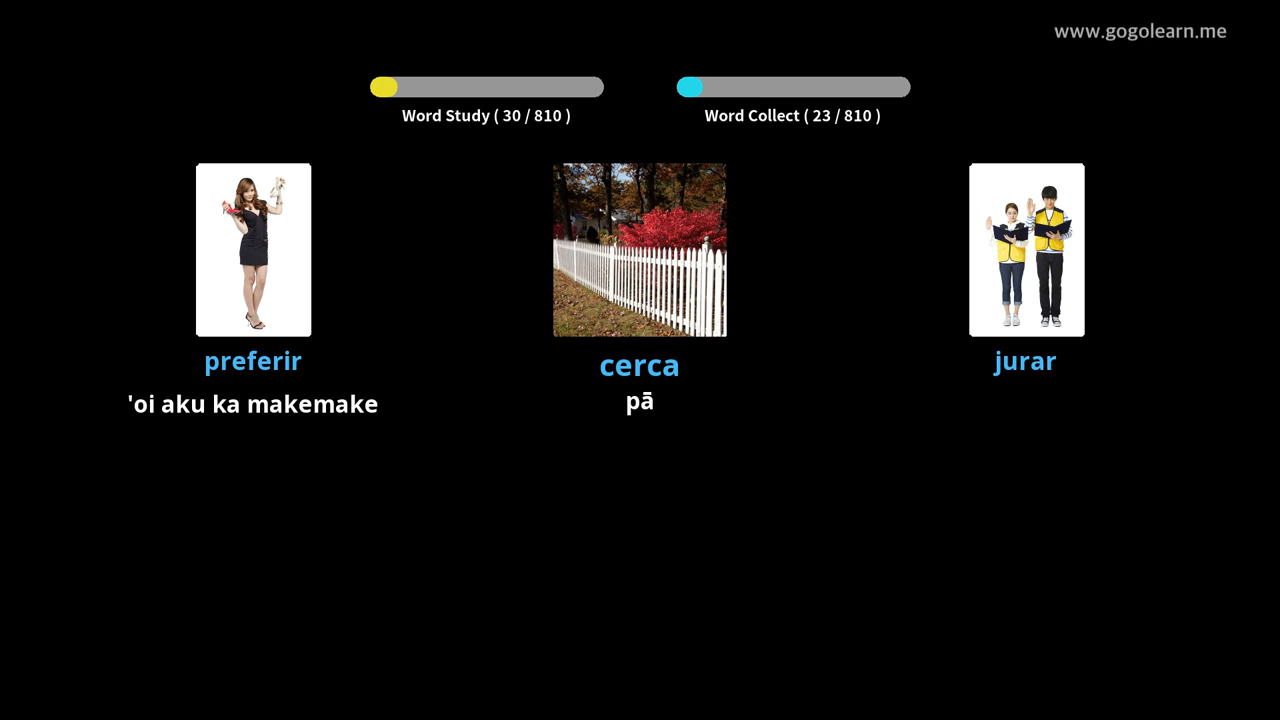 www.gogolearn.me
Word Study ( 30 / 810 )
Word Collect ( 23 / 810 )
preferir
cerca
jurar
'oi aku ka makemake
pā